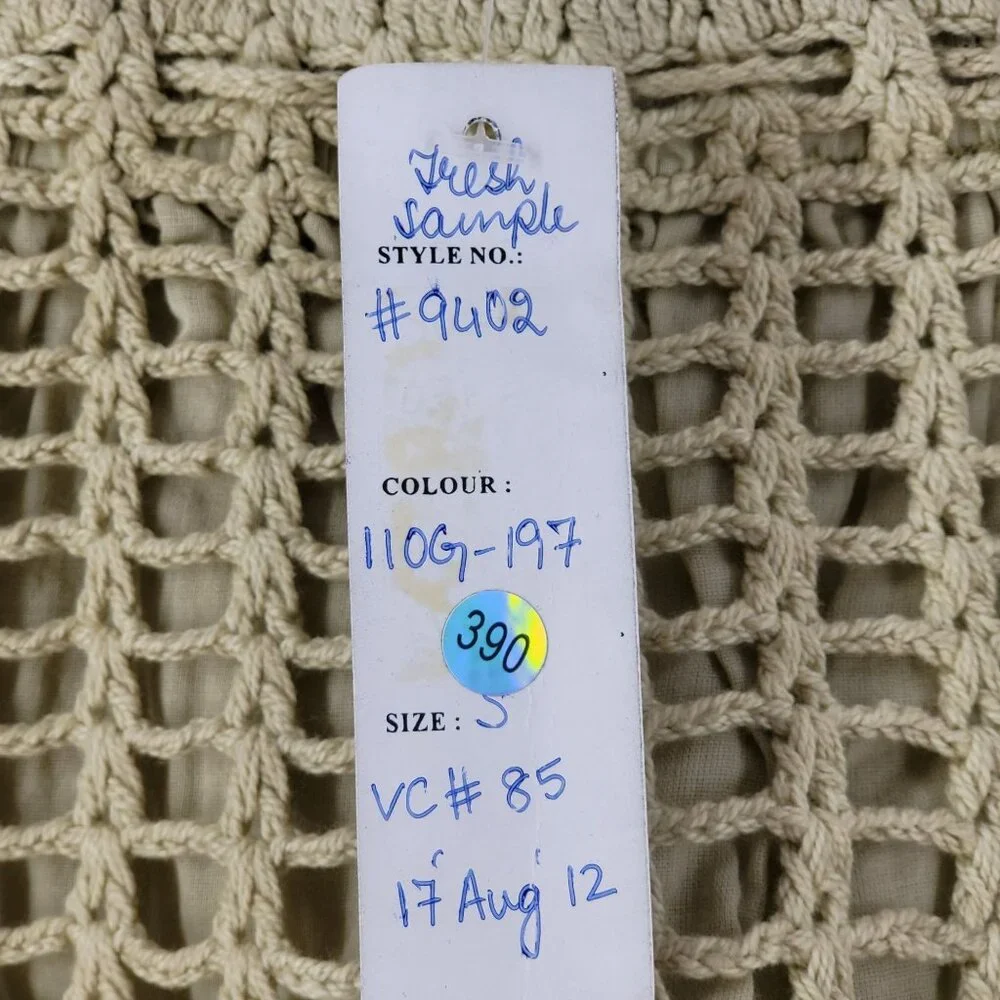 Fresh
Sample
STYLE NO.:
#9402
COLOUR :
110G-197
390
SIZE : S
VC# 85
17' Aug' 12